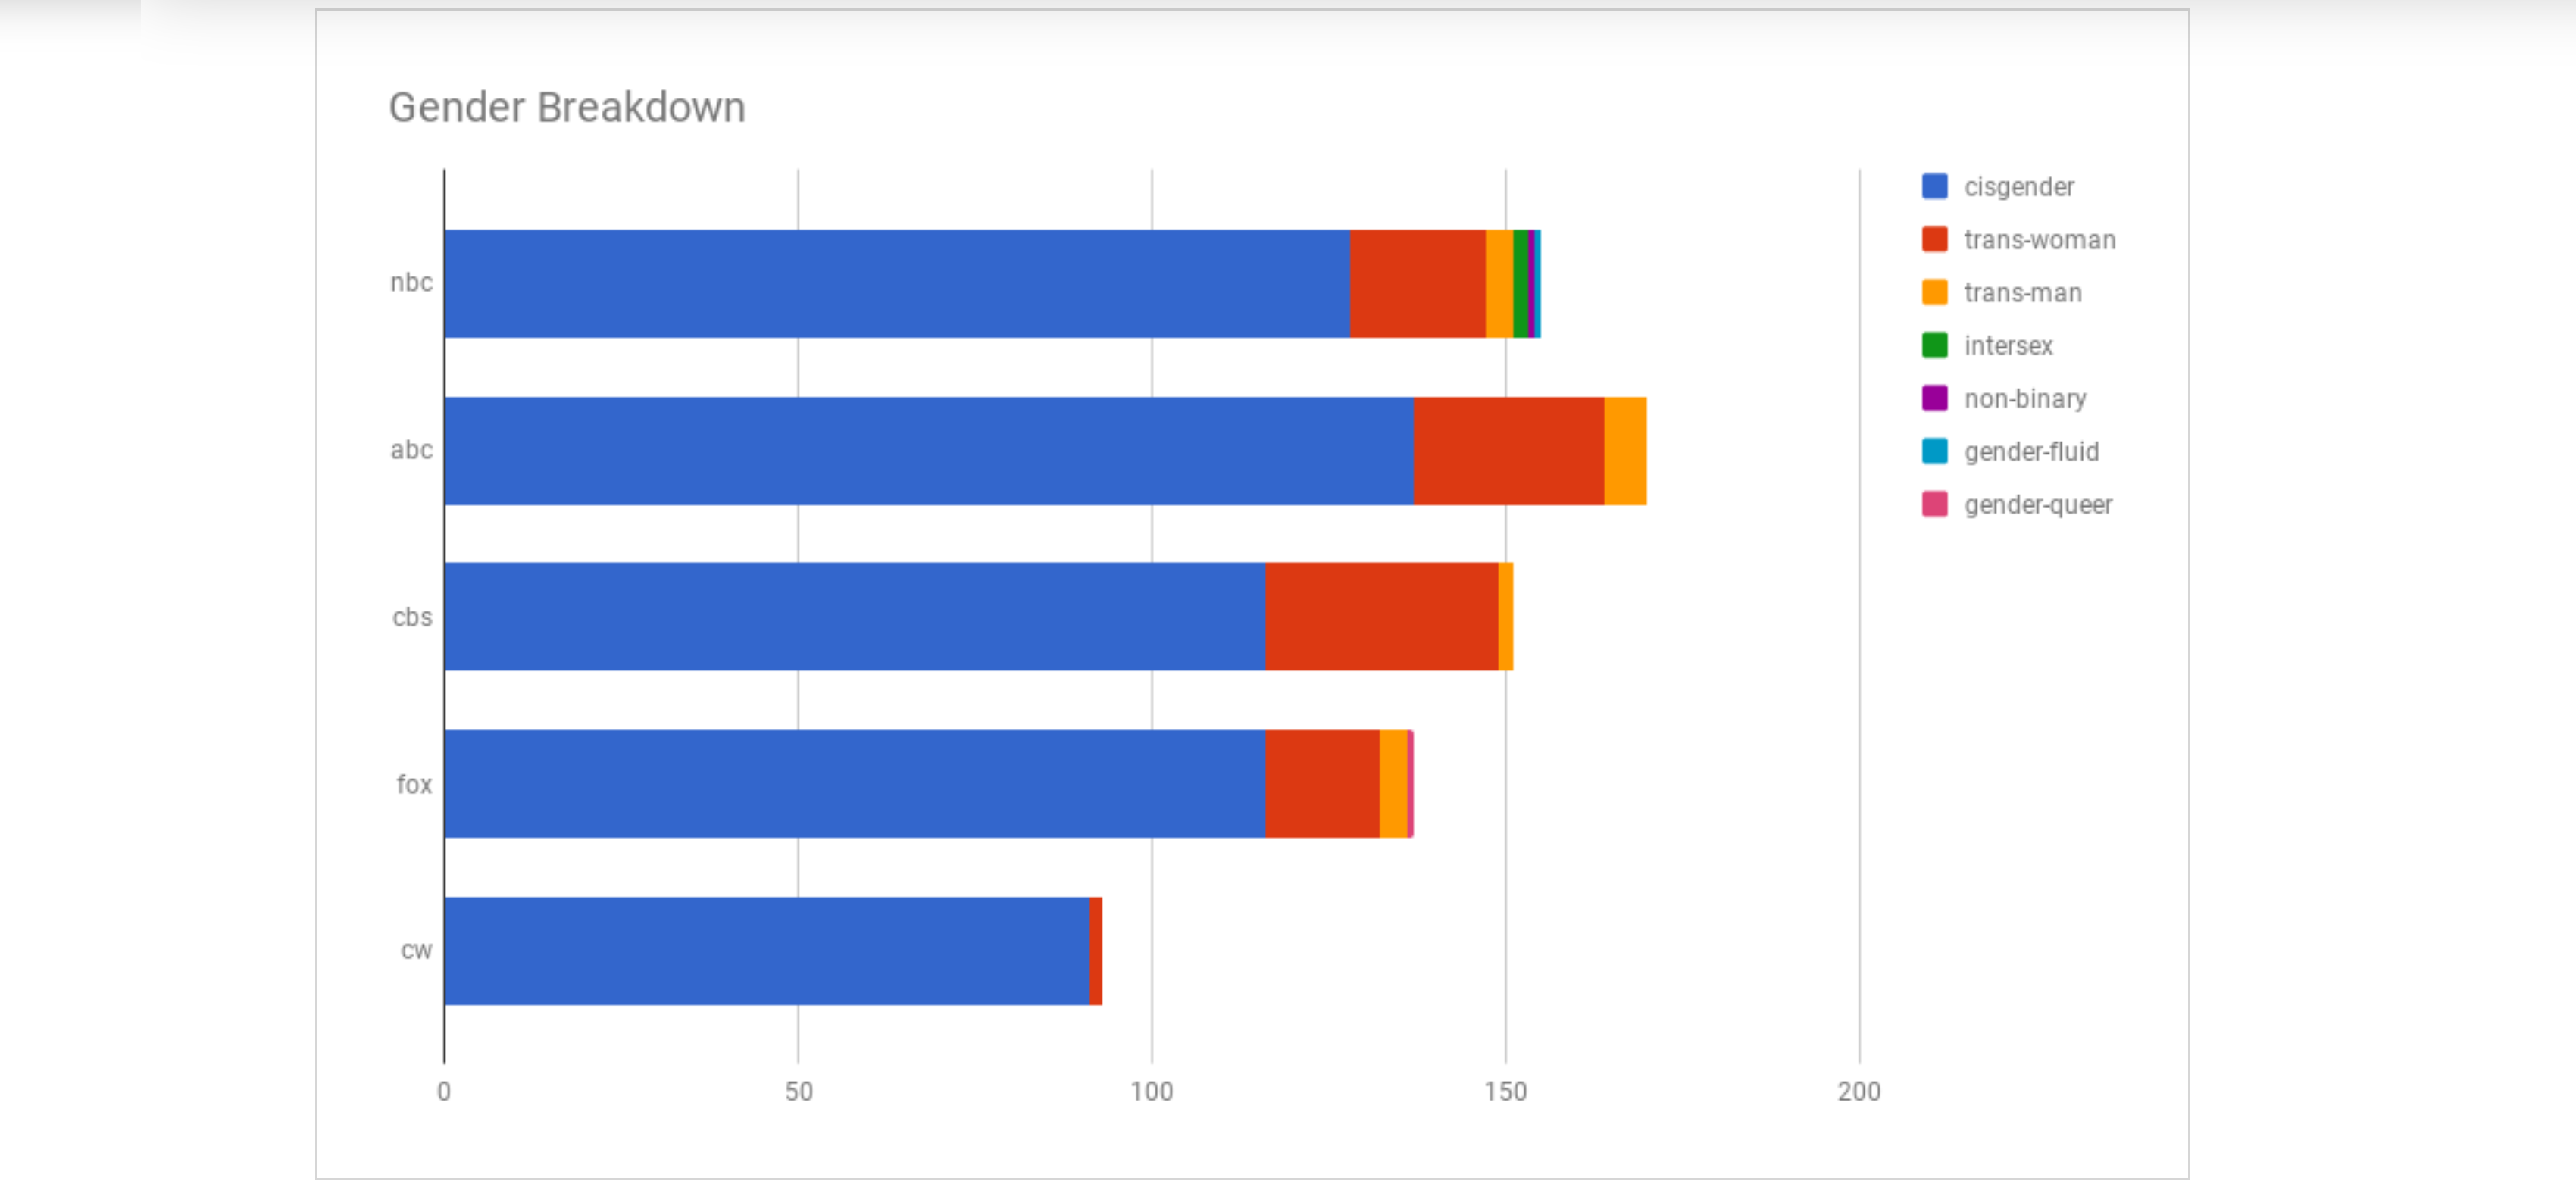 Gender Breakdown
nbc
abc
cbs
fox
cw
0 50 100 150 200
cisgender
trans-woman
trans-man
intersex
non-binary
gender-fluid
gender-queer